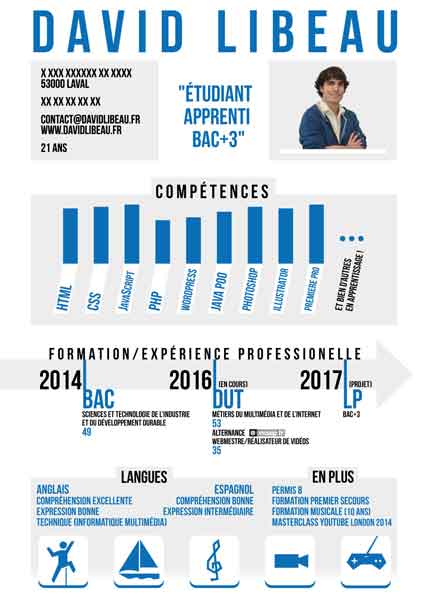 DAVID LIBEAU
X XXX XXXXXX XX XXXX
53000 LAVAL
XX XX XX XX XX
CONTACT@DAVIDLIBEAU.FR
WWW.DAVIDLIBEAU.FR
21 ANS
"ÉTUDIANT
APPRENTI
BAC+3"
COMPÉTENCES
HTML
CSS
JAVASCRIPT
PHP
WORDPRESS
JAVA POO
PHOTOSHOP
ILLUSTRATOR
PREMIERE PRO
...
ET BIEN D'AUTRES
EN APPRENTISSAGE !
FORMATION/EXPÉRIENCE PROFESSIONELLE
2014
BAC
SCIENCES ET TECHNOLOGIE DE L'INDUSTRIE
ET DU DÉVELOPPEMENT DURABLE
49
2016 (EN COURS)
DUT
MÉTIERS DU MULTIMÉDIA ET DE L'INTERNET
53
ALTERNANCE
WEBMESTRE/RÉALISATEUR DE VIDÉOS
35
2017 (PROJET)
LP
BAC+3
LANGUES
ANGLAIS
COMPRÉHENSION EXCELLENTE
EXPRESSION BONNE
TECHNIQUE (INFORMATIQUE MULTIMÉDIA)
ESPAGNOL
COMPRÉHENSION BONNE
EXPRESSION INTERMÉDIAIRE
EN PLUS
PERMIS B
FORMATION PREMIER SECOURS
FORMATION MUSICALE (10 ANS)
MASTERCLASS YOUTUBE LONDON 2014